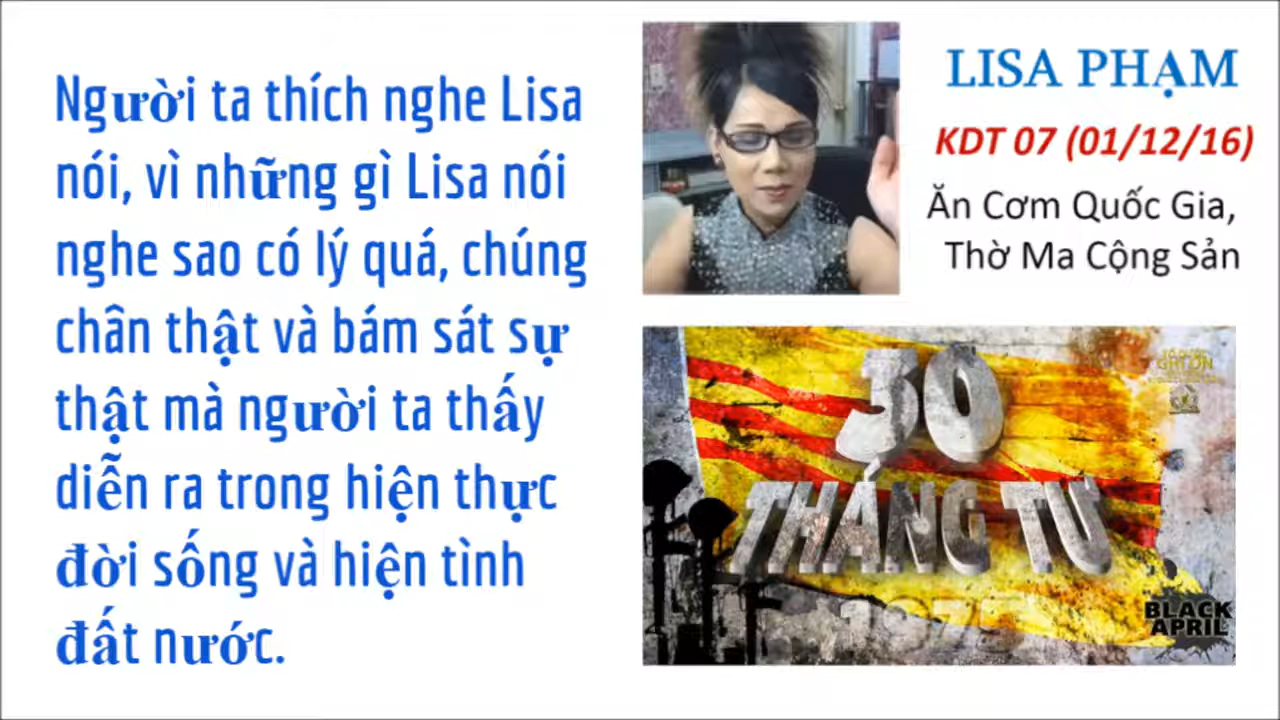 Người ta thích nghe Lisa
nói, vì những gì Lisa nói
nghe sao có lý quá, chúng
chân thật và bám sát sự
thật mà người ta thấy
diễn ra trong hiện thực
đời sống và hiện tình
đất nước.
LISA PHẠM
KDT 07 (01/12/16)
Ăn Cơm Quốc Gia,
Thờ Ma Cộng Sản
30
THÁNG TƯ
1975
BLACK
APRIL